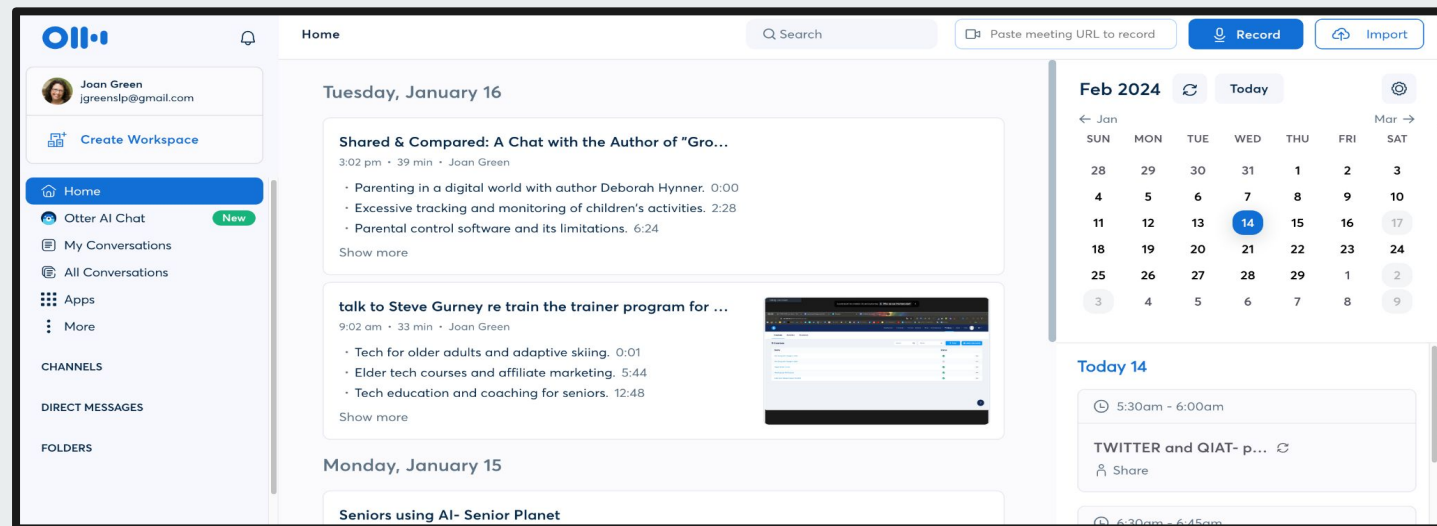 Home
Search
Paste meeting URL to record
Record
Import
Joan Green
jgreenslp@gmail.com
Create Workspace
Home
Otter AI Chat
New
My Conversations
All Conversations
Apps
More
CHANNELS
DIRECT MESSAGES
FOLDERS
Tuesday, January 16
Shared & Compared: A Chat with the Author of "Gro...
3:02 pm · 39 min · Joan Green
· Parenting in a digital world with author Deborah Hynner. 0:00
· Excessive tracking and monitoring of children's activities. 2:28
· Parental control software and its limitations. 6:24
Show more
talk to Steve Gurney re train the trainer program for ...
9:02 am · 33 min · Joan Green
· Tech for older adults and adaptive skiing. 0:01
· Elder tech courses and affiliate marketing. 5:44
· Tech education and coaching for seniors. 12:48
Show more
Monday, January 15
Seniors using AI- Senior Planet
Feb 2024
Today
← Jan
Mar →
SUN MON TUE WED THU FRI SAT
28 29 30 31 1 2 3
4 5 6 7 8 9 10
11 12 13 14 15 16 17
18 19 20 21 22 23 24
25 26 27 28 29 1 2
3 4 5 6 7 8 9
Today 14
5:30am - 6:00am
TWITTER and QIAT- p...
Share
6:30am - 6:45am